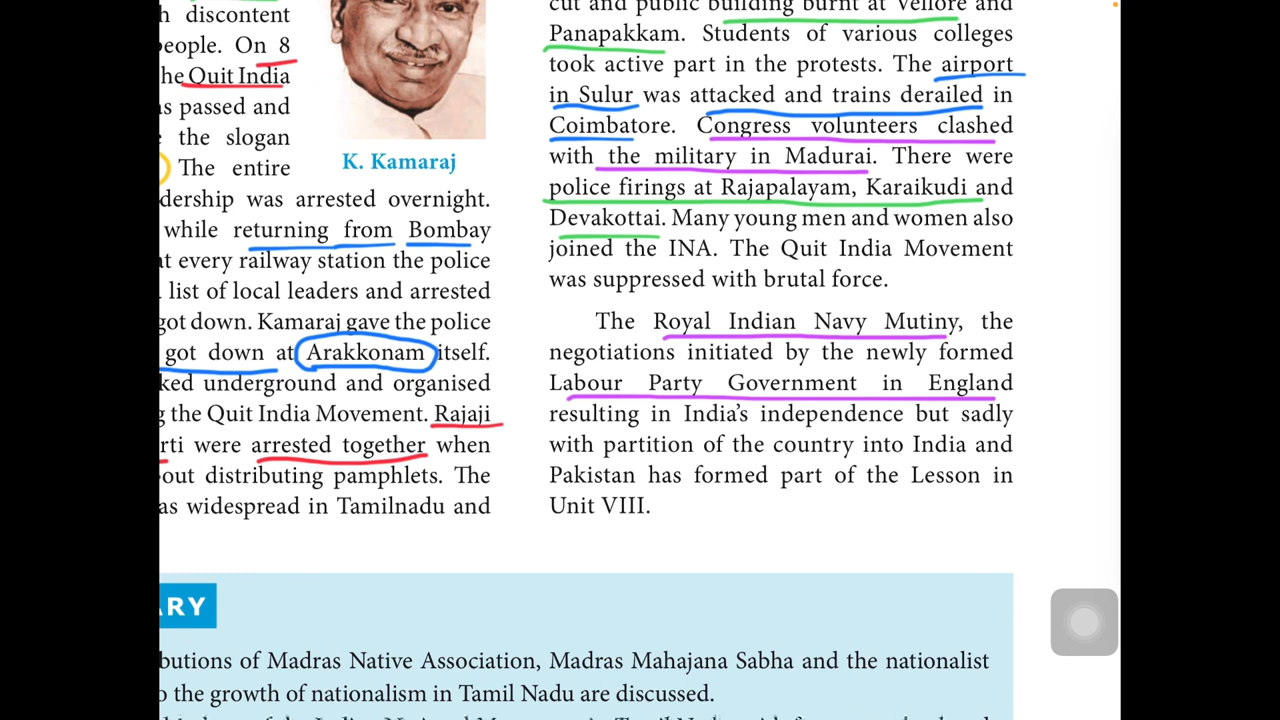 h discontent
people. On 8
he Quit India
as passed and
the slogan
The entire
K. Kamaraj
dership was arrested overnight.
while returning from Bombay
at every railway station the police
list of local leaders and arrested
got down. Kamaraj gave the police
got down at Arakkonam itself.
ked underground and organised
g the Quit India Movement. Rajaji
rti were arrested together when
bout distributing pamphlets. The
as widespread in Tamilnadu and
cut and public building burnt at Vellore and
Panapakkam. Students of various colleges
took active part in the protests. The airport
in Sulur was attacked and trains derailed in
Coimbatore. Congress volunteers clashed
with the military in Madurai. There were
police firings at Rajapalayam, Karaikudi and
Devakottai. Many young men and women also
joined the INA. The Quit India Movement
was suppressed with brutal force.
The Royal Indian Navy Mutiny, the
negotiations initiated by the newly formed
Labour Party Government in England
resulting in India's independence but sadly
with partition of the country into India and
Pakistan has formed part of the Lesson in
Unit VIII.
ARY
butions of Madras Native Association, Madras Mahajana Sabha and the nationalist
o the growth of nationalism in Tamil Nadu are discussed.